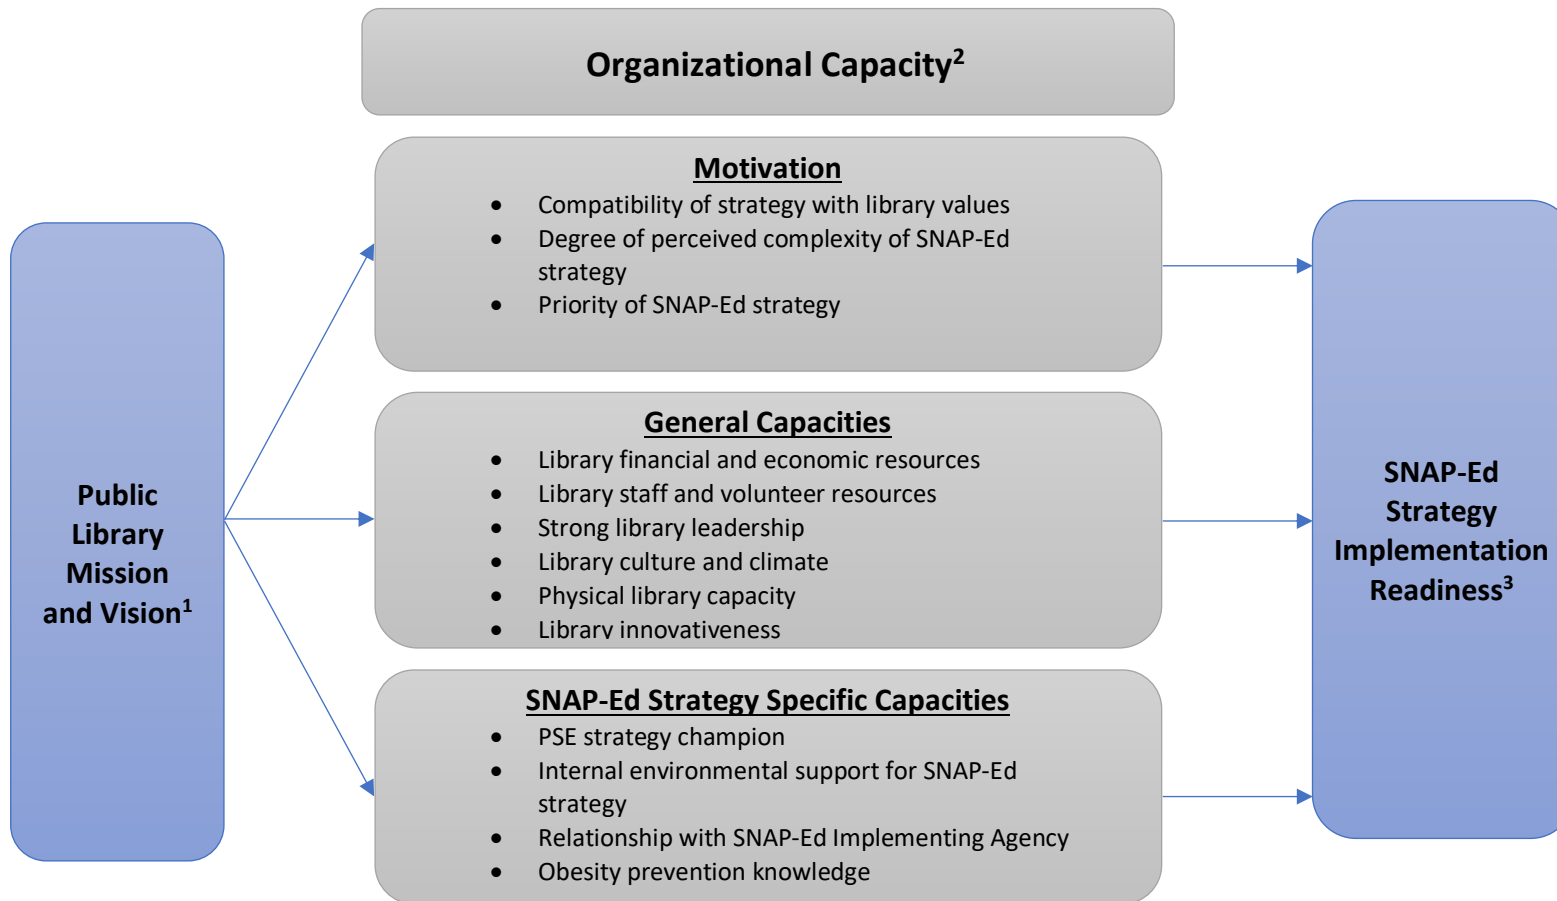 Organizational Capacity²
Motivation
• Compatibility of strategy with library values
• Degree of perceived complexity of SNAP-Ed
strategy
• Priority of SNAP-Ed strategy
Public
Library
Mission
and Vision¹
General Capacities
• Library financial and economic resources
• Library staff and volunteer resources
• Strong library leadership
• Library culture and climate
• Physical library capacity
• Library innovativeness
SNAP-Ed Strategy Specific Capacities
• PSE strategy champion
• Internal environmental support for SNAP-Ed
strategy
• Relationship with SNAP-Ed Implementing Agency
• Obesity prevention knowledge
SNAP-Ed
Strategy
Implementation
Readiness³